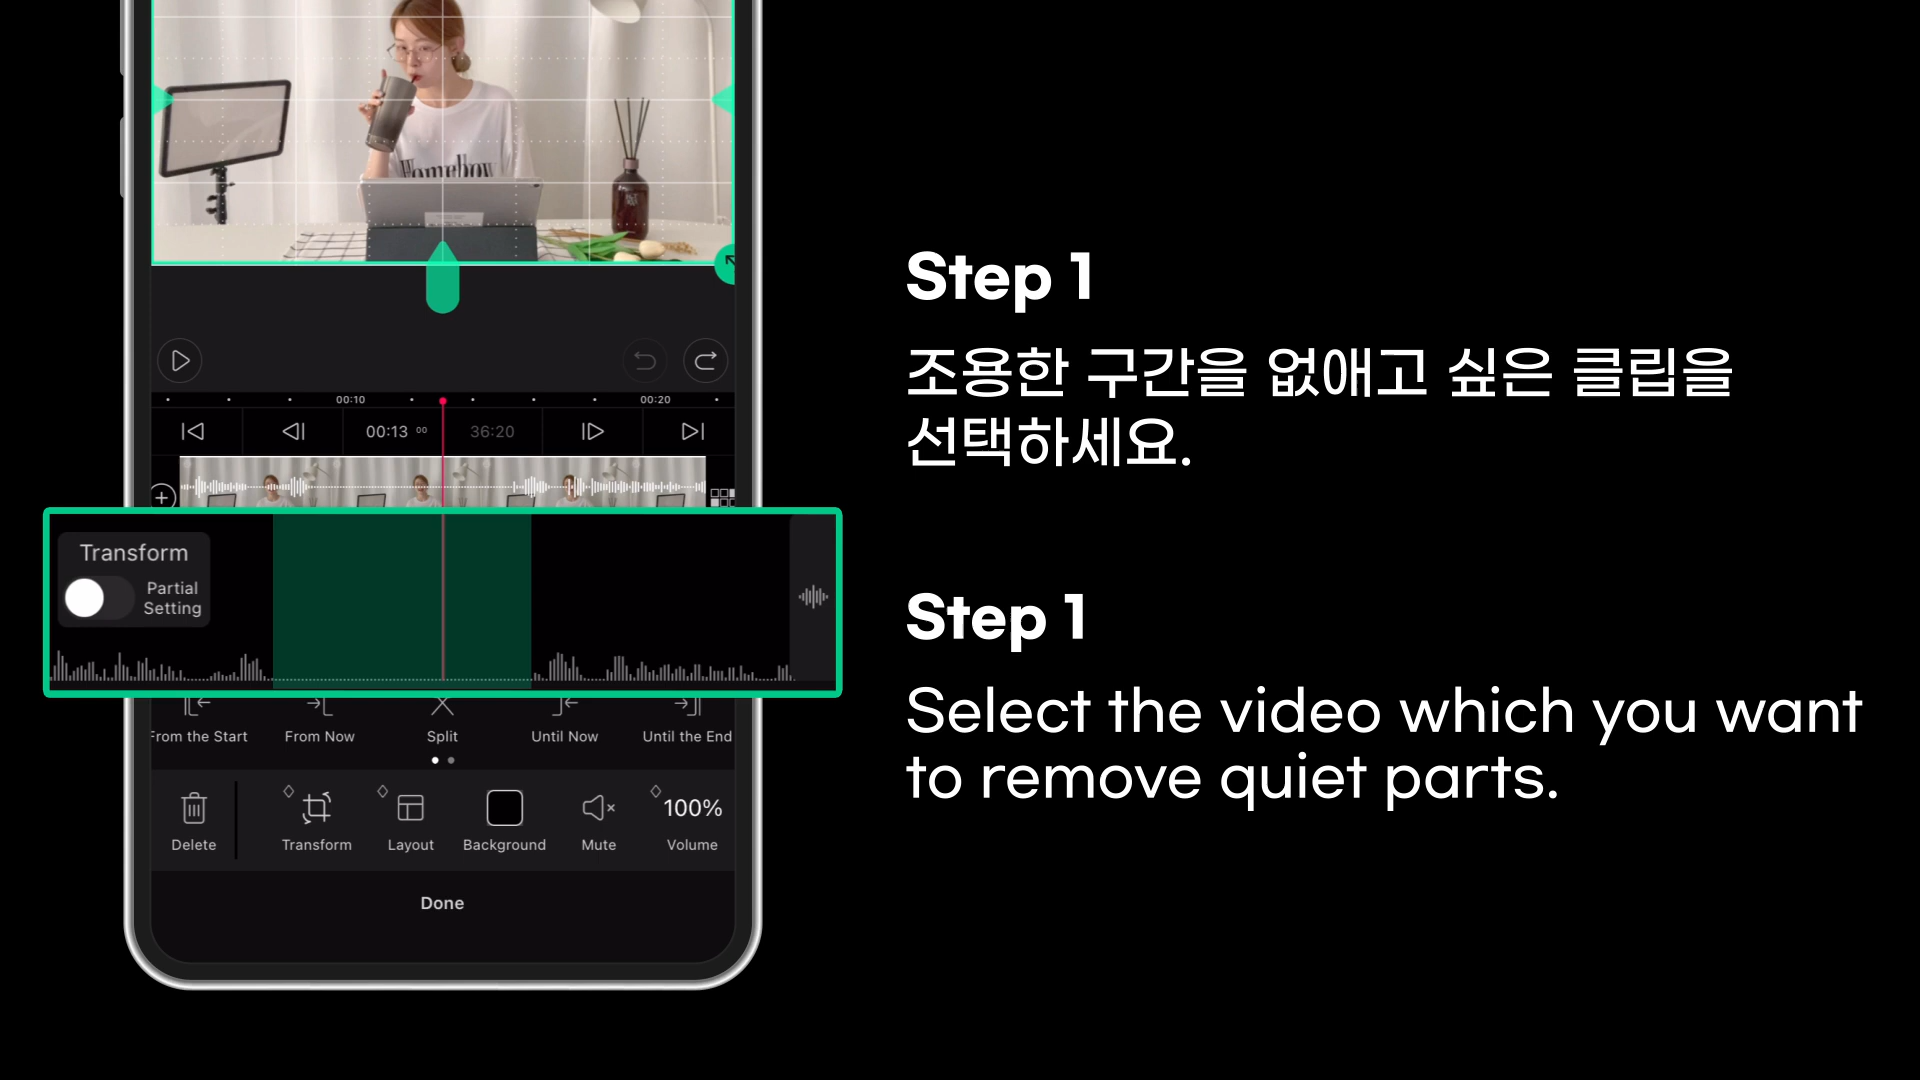 Homeboy
00:10
00:20
00:13 00
36:20
Transform
Partial
Setting
From the Start
From Now
Split
Until Now
Until the End
Delete
Transform
Layout
Background
Mute
100%
Volume
Done
Step 1
조용한 구간을 없애고 싶은 클립을
선택하세요.
Step 1
Select the video which you want
to remove quiet parts.